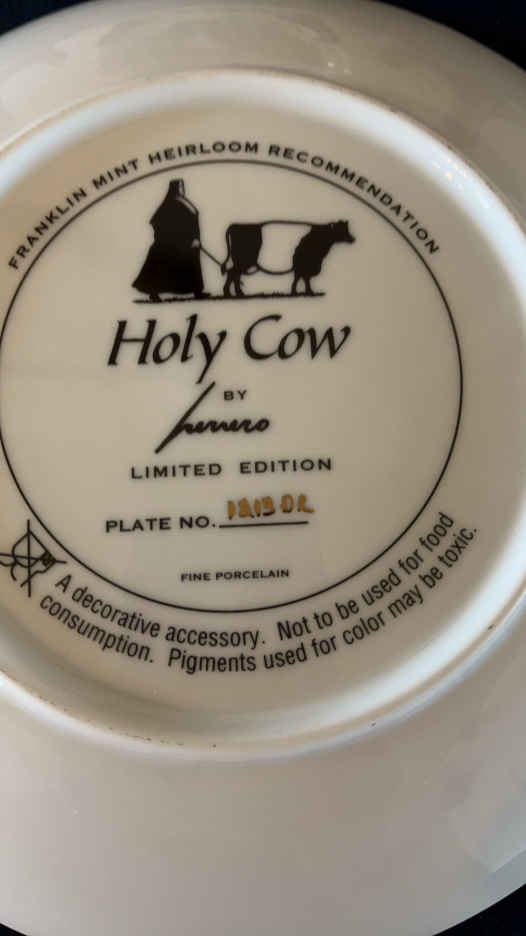 FRANKLIN MINT HEIRLOOM RECOMMENDATION
Holy Cow
BY
herrero
LIMITED EDITION
PLATE NO.
FINE PORCELAIN
A decorative accessory. Not to be used for food
consumption. Pigments used for color may be toxic.